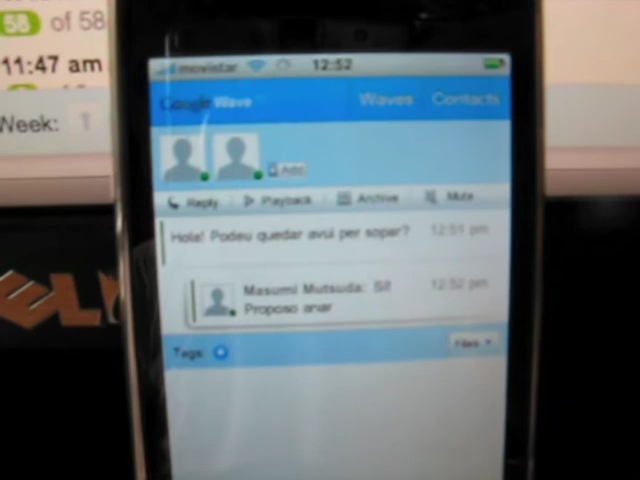 58 of 58
11:47 am
Week: 1
DELL
movistar 12:52
Google Wave Waves Contacts
Add
Reply Playback Archive Mute
Hola! Podeu quedar avui per sopar? 12:51 pm
Masumi Mutsuda: Sí! 12:52 pm
Proposo anar
Tags: Files